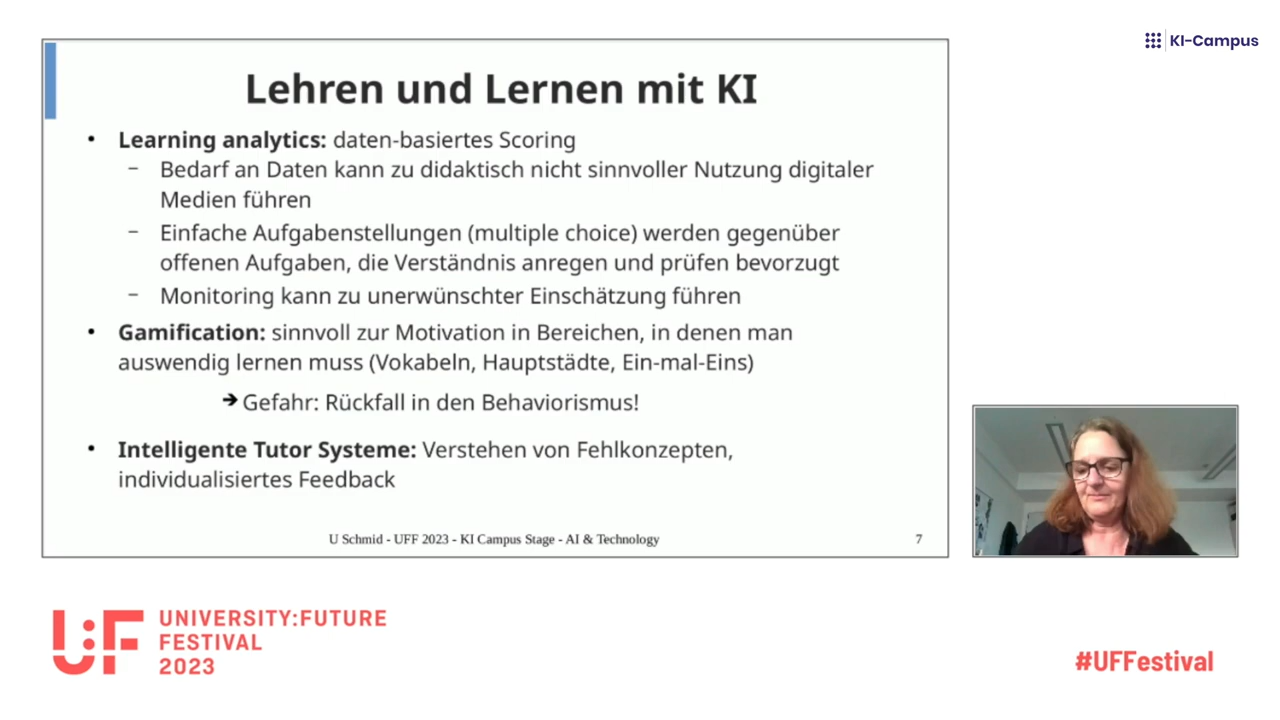 KI-Campus
Lehren und Lernen mit KI
• Learning analytics: daten-basiertes Scoring
– Bedarf an Daten kann zu didaktisch nicht sinnvoller Nutzung digitaler
Medien führen
– Einfache Aufgabenstellungen (multiple choice) werden gegenüber
offenen Aufgaben, die Verständnis anregen und prüfen bevorzugt
– Monitoring kann zu unerwünschter Einschätzung führen
• Gamification: sinnvoll zur Motivation in Bereichen, in denen man
auswendig lernen muss (Vokabeln, Hauptstädte, Ein-mal-Eins)
➔ Gefahr: Rückfall in den Behaviorismus!
• Intelligente Tutor Systeme: Verstehen von Fehlkonzepten,
individualisiertes Feedback
U Schmid - UFF 2023 - KI Campus Stage - AI & Technology 7
U:F
UNIVERSITY:FUTURE
FESTIVAL
2023
#UFFestival